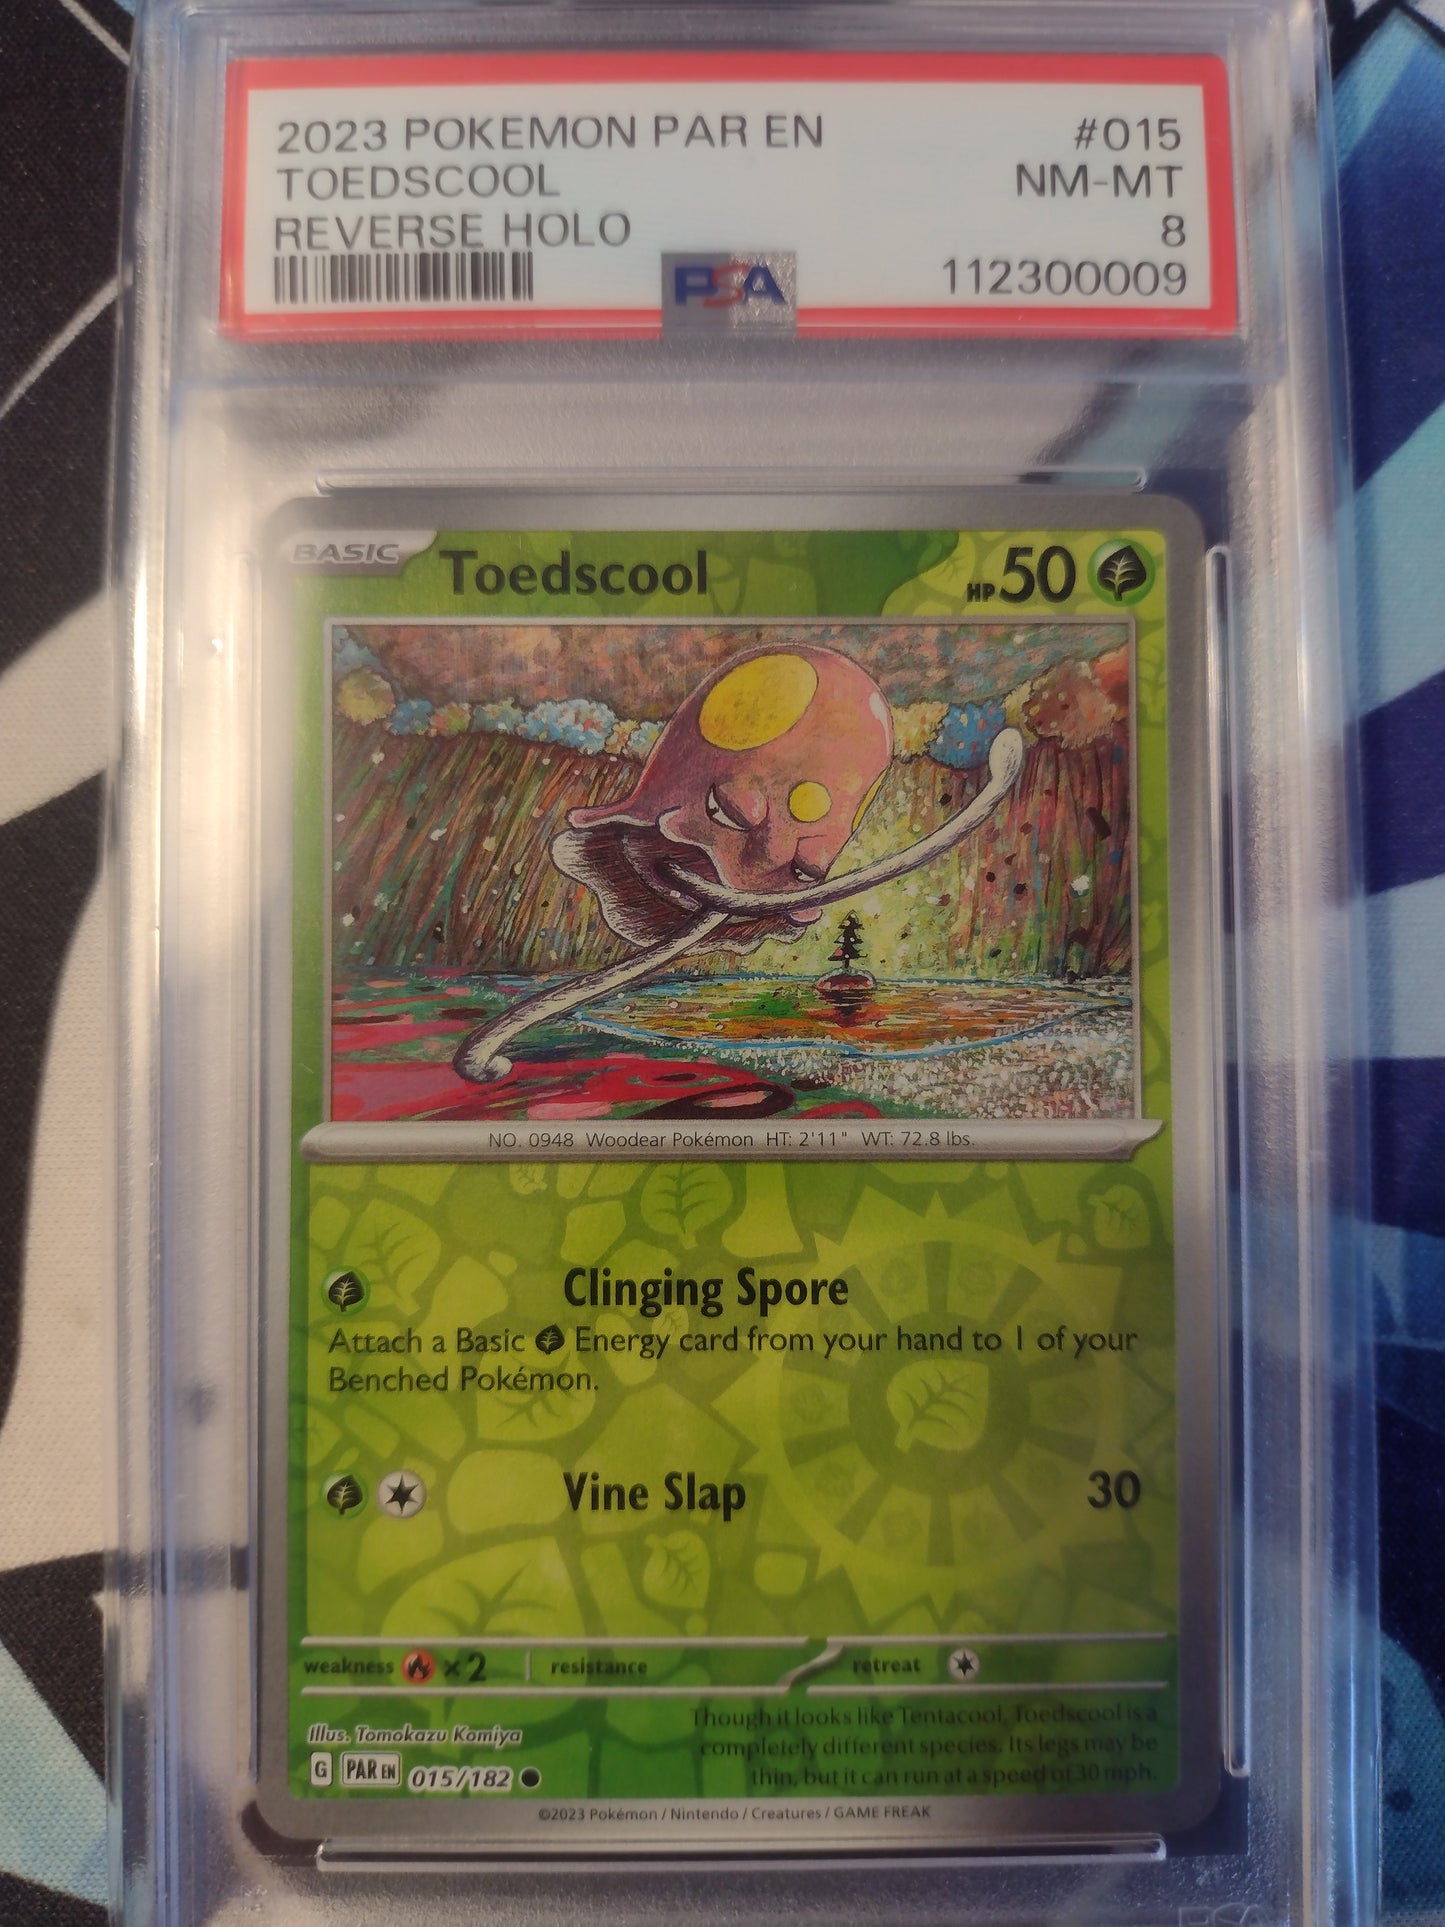 2023 POKEMON PAR EN #015
TOEDSCOOL NM-MT
REVERSE HOLO 8
PSA 112300009
BASIC Toedscool HP 50
NO. 0948 Woodear Pokémon HT: 2'11" WT: 72.8 lbs.
Clinging Spore
Attach a Basic Energy card from your hand to 1 of your
Benched Pokémon.
Vine Slap 30
weakness ×2 resistance retreat
Though it looks like Tentacool, Toedscool is a
Illus. Tomokazu Komiya
completely different species. Its legs may be
thin, but it can run at a speed of 30 mph.
G PAR EN 015/182
©2023 Pokémon / Nintendo / Creatures / GAME FREAK
PSA